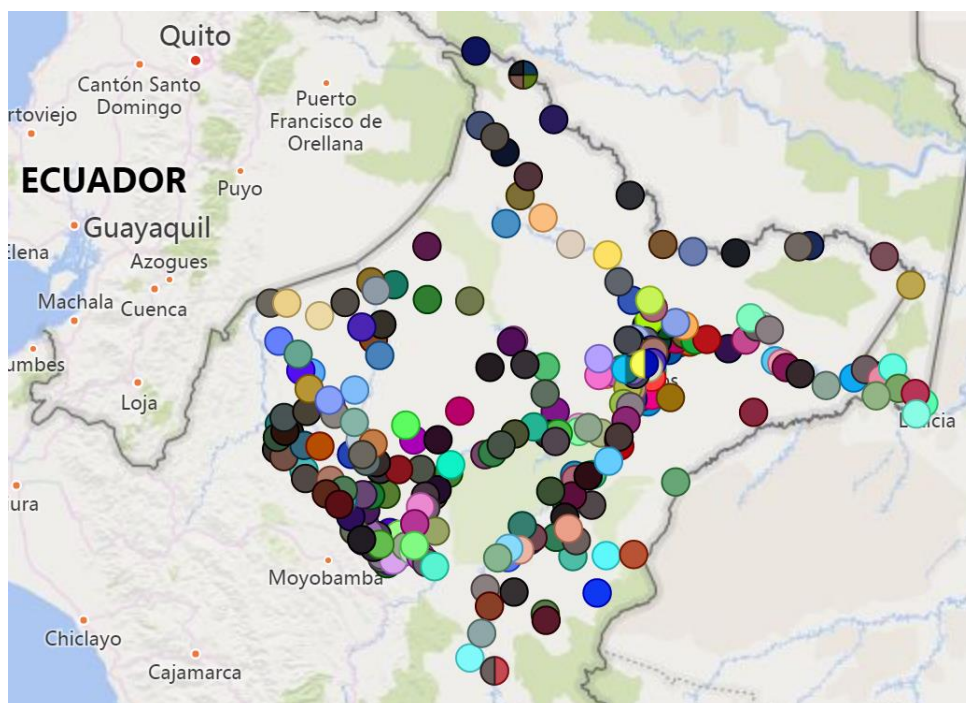 Quito
Cantón Santo
Domingo
rtoviejo
Puerto
Francisco de
Orellana
ECUADOR
Puyo
Guayaquil
Elena
Azogues
Machala
Cuenca
umbes
Loja
ura
Moyobamba
Chiclayo
Cajamarca